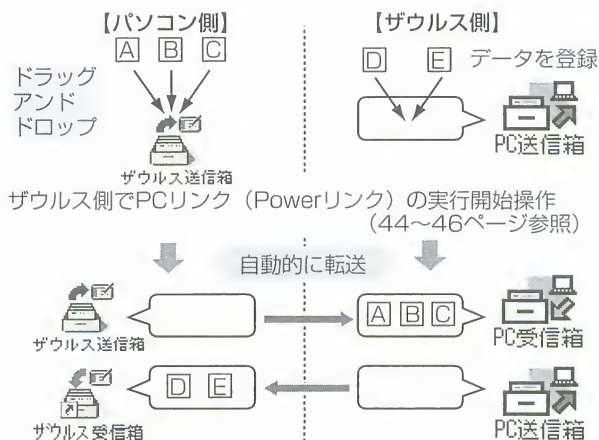 【パソコン側】
A B C
ドラッグ
アンド
ドロップ
ザウルス送信箱
【ザウルス側】
D E データを登録
PC送信箱
ザウルス側でPCリンク（Powerリンク）の実行開始操作
（44～46ページ参照）
自動的に転送
ザウルス送信箱
A B C
PC受信箱
ザウルス受信箱
D E
PC送信箱